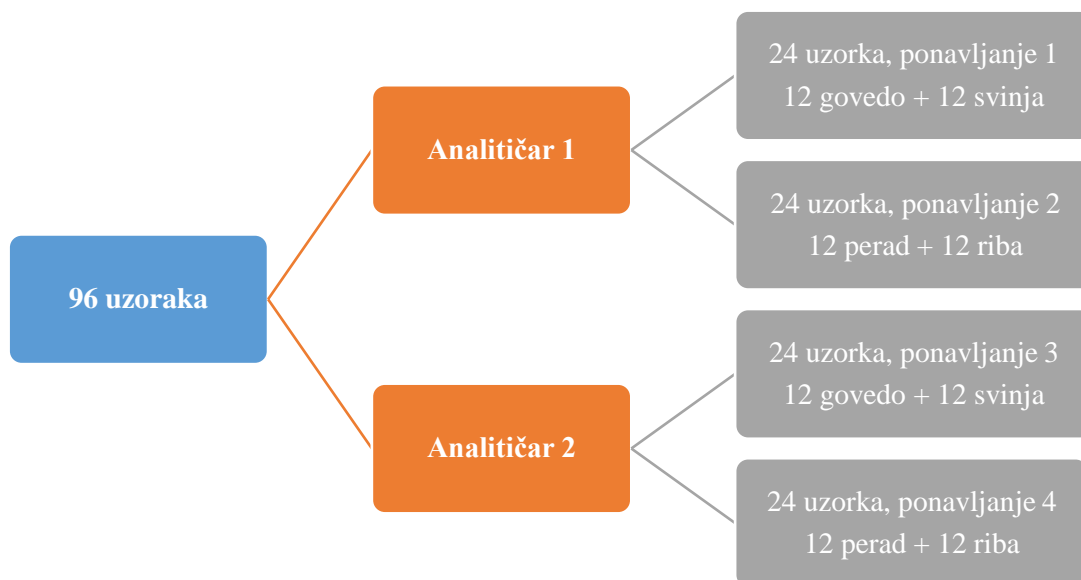 96 uzoraka
Analitičar 1
24 uzorka, ponavljanje 1
12 govedo + 12 svinja
24 uzorka, ponavljanje 2
12 perad + 12 riba
Analitičar 2
24 uzorka, ponavljanje 3
12 govedo + 12 svinja
24 uzorka, ponavljanje 4
12 perad + 12 riba